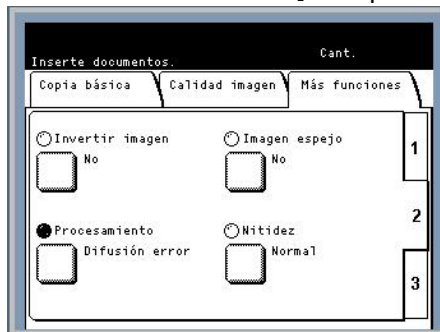 Cant.
Inserte documentos.
Copia básica Calidad imagen Más funciones
Invertir imagen Imagen espejo 1
No No
2
Procesamiento Nitidez
Difusión error Normal
3